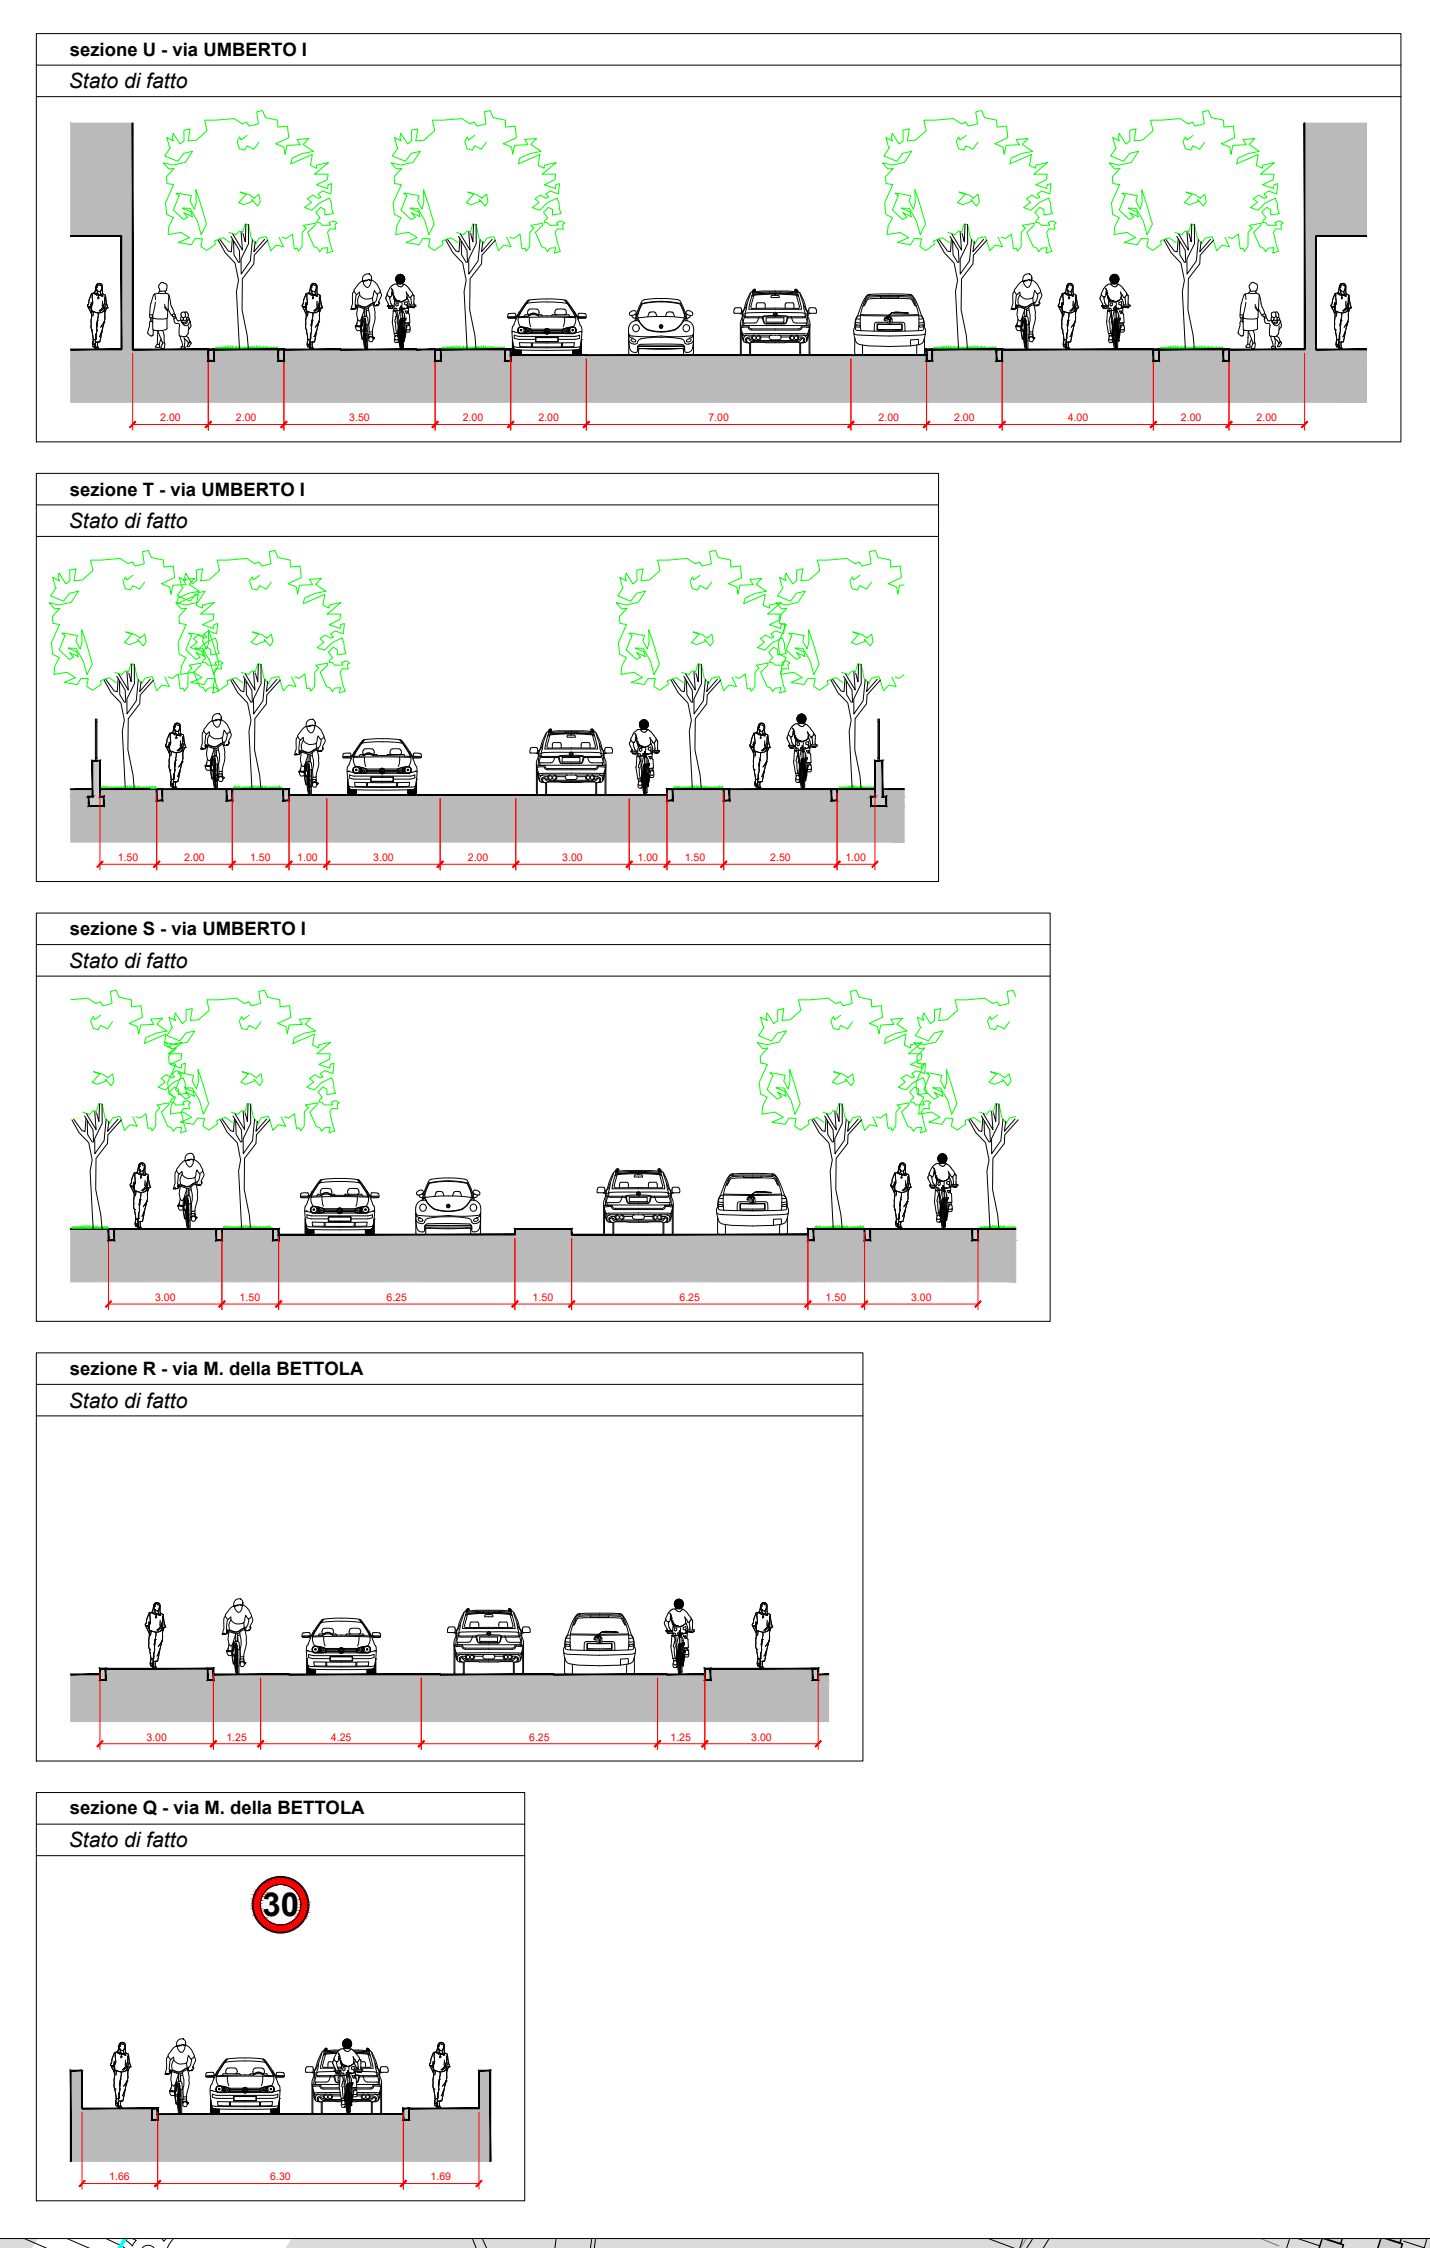 sezione U - via UMBERTO I
Stato di fatto
2.00 2.00 3.50 2.00 2.00 7.00 2.00 2.00 4.00 2.00 2.00
sezione T - via UMBERTO I
Stato di fatto
1.50 2.00 1.50 1.00 3.00 2.00 3.00 1.00 1.50 2.50 1.00
sezione S - via UMBERTO I
Stato di fatto
3.00 1.50 6.25 1.50 6.25 1.50 3.00
sezione R - via M. della BETTOLA
Stato di fatto
3.00 1.25 4.25 6.25 1.25 3.00
sezione Q - via M. della BETTOLA
Stato di fatto
30
1.66 6.30 1.69